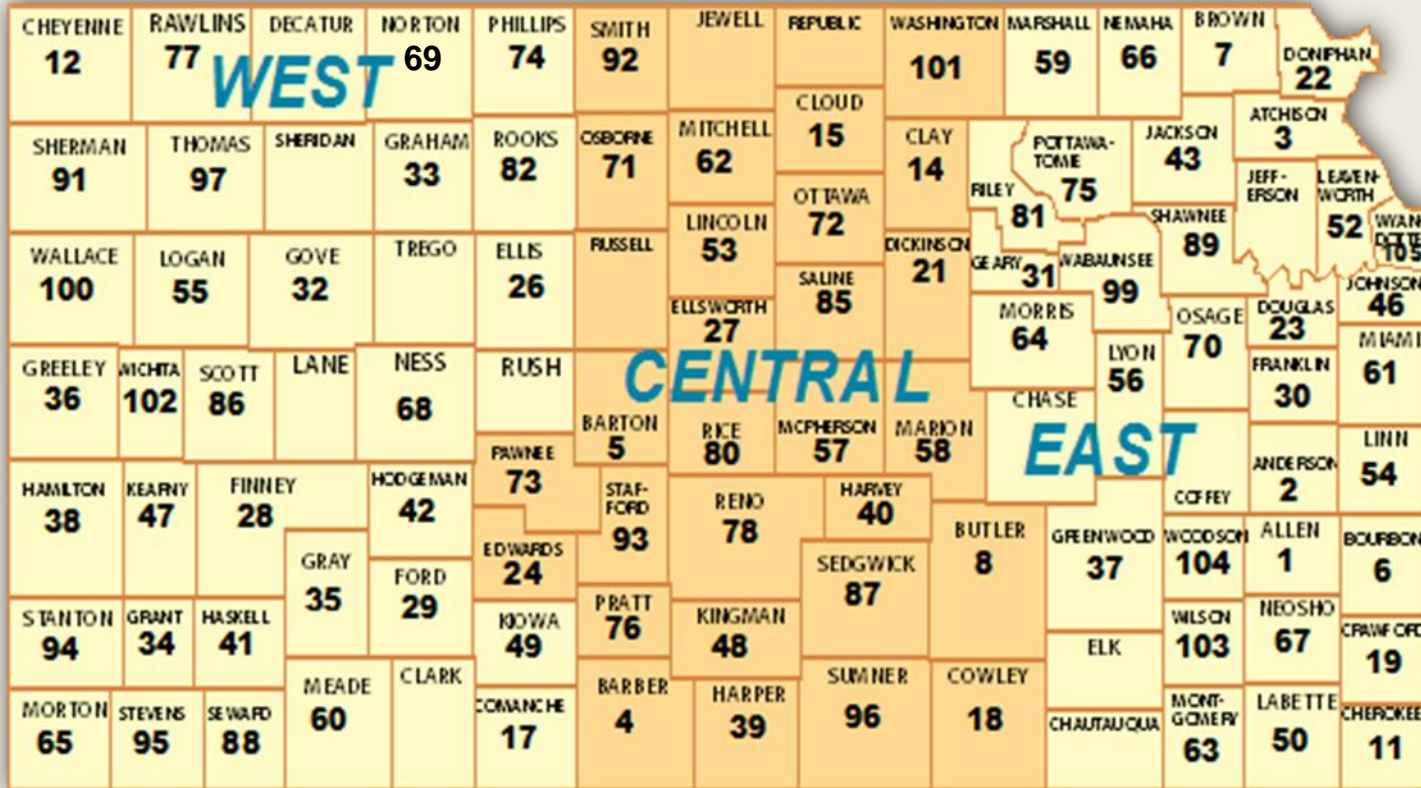 CHEYENNE
12
RAWLINS
77
DECATUR
NORTON
69
PHILLIPS
74
SMITH
92
JEWELL
REPUBLIC
WASHINGTON
101
MARSHALL
59
NEMAHA
66
BROWN
7
DONIPHAN
22
WEST
SHERMAN
91
THOMAS
97
SHERIDAN
GRAHAM
33
ROOKS
82
OSBORNE
71
MITCHELL
62
CLOUD
15
CLAY
14
RILEY
81
POTTAWA-
TOMIE
75
JACKSON
43
ATCHISON
3
JEFF-
ERSON
LEAVEN-
WORTH
52
WYAN
DOTTE
105
WALLACE
100
LOGAN
55
GOVE
32
TREGO
ELLIS
26
RUSSELL
LINCOLN
53
OTTAWA
72
DICKINSON
21
GEARY
31
WABAUNSEE
99
SHAWNEE
89
DOUGLAS
23
JOHNSON
46
ELLSWORTH
27
SALINE
85
MORRIS
64
OSAGE
70
GREELEY
36
WICHITA
102
SCOTT
86
LANE
NESS
68
RUSH
BARTON
5
CENTRAL
RICE
80
MCPHERSON
57
MARION
58
CHASE
LYON
56
FRANKLIN
30
MIAMI
61
EAST
HAMILTON
38
KEARNY
47
FINNEY
28
HODGEMAN
42
PAWNEE
73
STAF-
FORD
93
RENO
78
HARVEY
40
BUTLER
8
GREENWOOD
37
COFFEY
ANDERSON
2
LINN
54
GRAY
35
FORD
29
EDWARDS
24
SEDGWICK
87
WOODSON
104
ALLEN
1
BOURBON
6
STANTON
94
GRANT
34
HASKELL
41
KIOWA
49
PRATT
76
KINGMAN
48
ELK
WILSON
103
NEOSHO
67
CRAWFORD
19
MORTON
65
STEVENS
95
SEWARD
88
MEADE
60
CLARK
COMANCHE
17
BARBER
4
HARPER
39
SUMNER
96
COWLEY
18
CHAUTAUQUA
MONT-
GOMERY
63
LABETTE
50
CHEROKEE
11